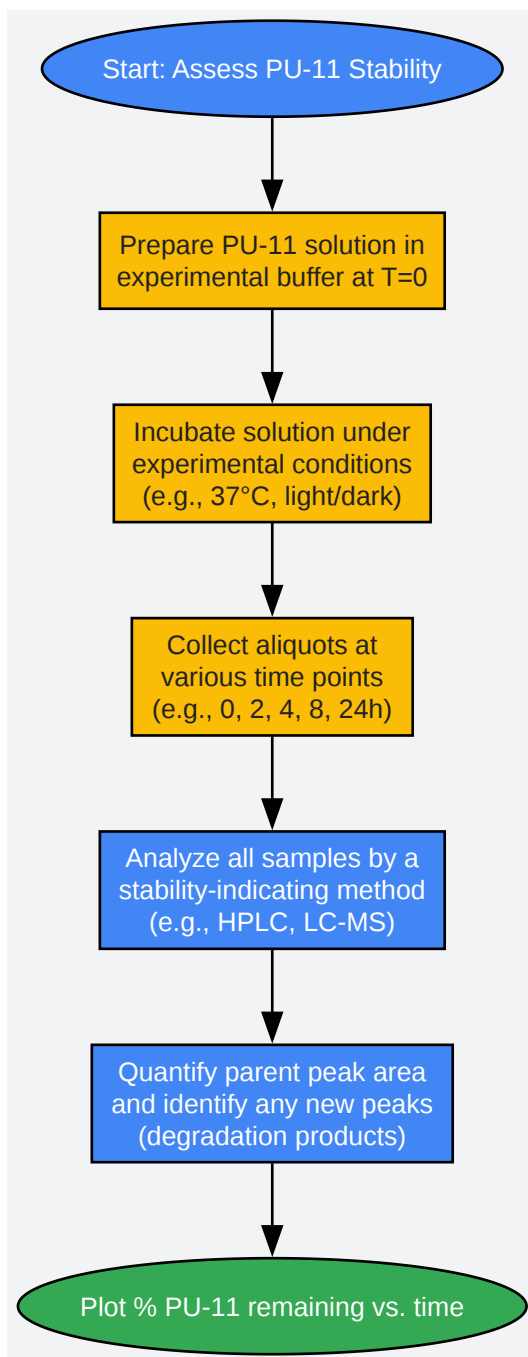 Start: Assess PU-11 Stability
Prepare PU-11 solution in
experimental buffer at T=0
Incubate solution under
experimental conditions
(e.g., 37°C, light/dark)
Collect aliquots at
various time points
(e.g., 0, 2, 4, 8, 24h)
Analyze all samples by a
stability-indicating method
(e.g., HPLC, LC-MS)
Quantify parent peak area
and identify any new peaks
(degradation products)
Plot % PU-11 remaining vs. time